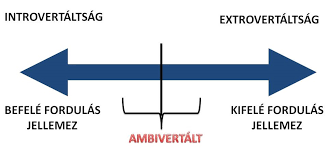 INTROVERTÁLTSÁG
EXTROVERTÁLTSÁG
BEFELÉ FORDULÁS
JELLEMEZ
KIFELÉ FORDULÁS
JELLEMEZ
AMBIVERTÁLT